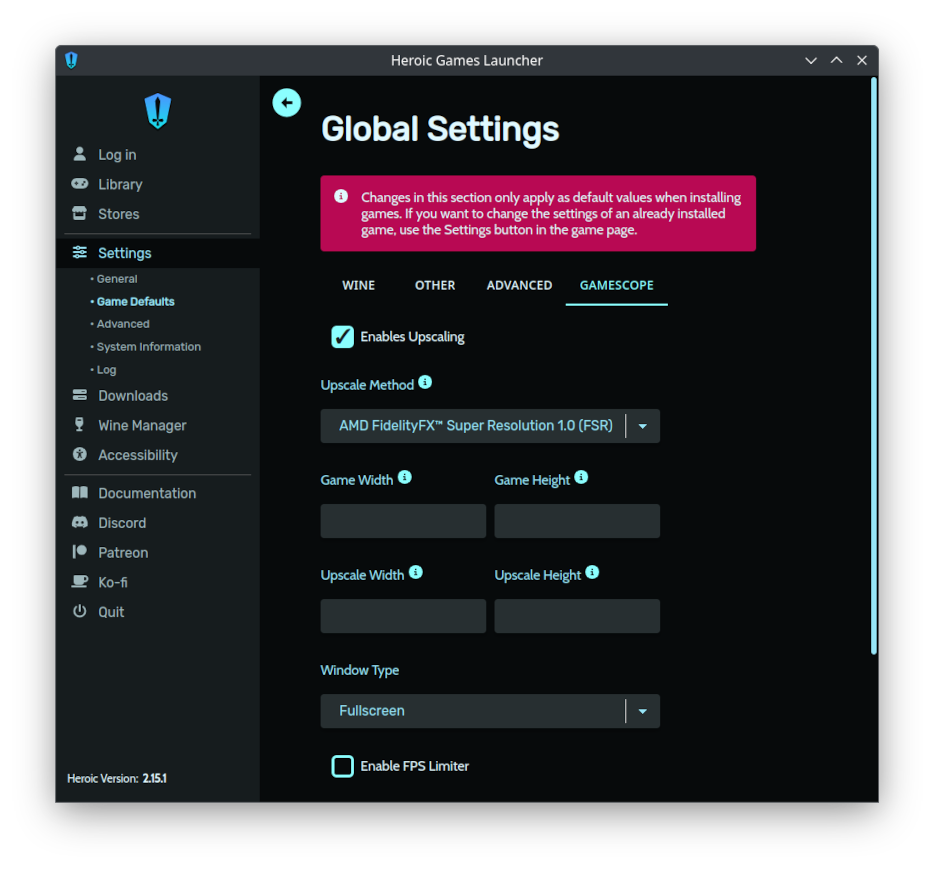 Heroic Games Launcher
Log in
Library
Stores
Settings
• General
• Game Defaults
• Advanced
• System Information
• Log
Downloads
Wine Manager
Accessibility
Documentation
Discord
Patreon
Ko-fi
Quit
Heroic Version: 2.15.1
Global Settings
Changes in this section only apply as default values when installing
games. If you want to change the settings of an already installed
game, use the Settings button in the game page.
WINE OTHER ADVANCED GAMESCOPE
Enables Upscaling
Upscale Method
AMD FidelityFX™ Super Resolution 1.0 (FSR)
Game Width Game Height
Upscale Width Upscale Height
Window Type
Fullscreen
Enable FPS Limiter